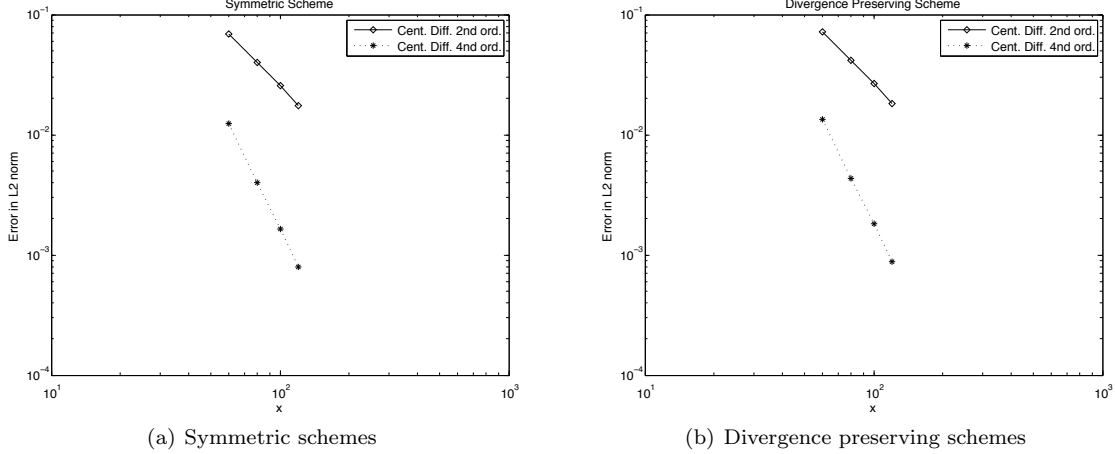 Symmetric Scheme
Cent. Diff. 2nd ord.
Cent. Diff. 4nd ord.
10^-1
10^-2
10^-3
10^-4
Error in L2 norm
10^1
10^2
10^3
x
(a) Symmetric schemes
Divergence Preserving Scheme
Cent. Diff. 2nd ord.
Cent. Diff. 4nd ord.
10^-1
10^-2
10^-3
10^-4
Error in L2 norm
10^1
10^2
10^3
x
(b) Divergence preserving schemes